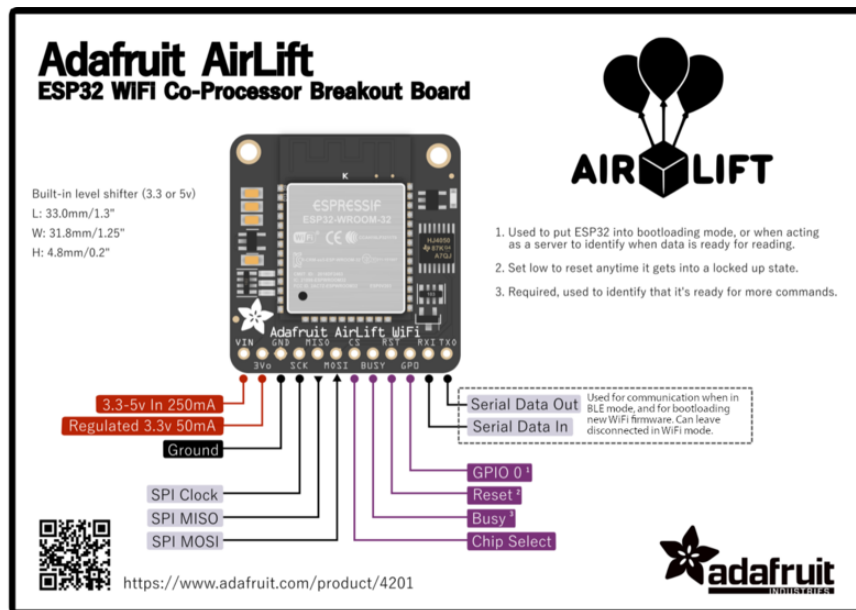 Adafruit AirLift
ESP32 WiFi Co-Processor Breakout Board
AIR LIFT
Built-in level shifter (3.3 or 5v)
L: 33.0mm/1.3"
W: 31.8mm/1.25"
H: 4.8mm/0.2"
K
ESPRESSIF
ESP32-WROOM-32
WiFi
CE
HJ4050
87K
A7QJ
1. Used to put ESP32 into bootloading mode, or when acting
as a server to identify when data is ready for reading.
2. Set low to reset anytime it gets into a locked up state.
3. Required, used to identify that it's ready for more commands.
Adafruit AirLift WiFi
VIN GND MISO CS RST RXI TXO
3Vo SCK MOSI BUSY GPO
3.3-5v In 250mA
Regulated 3.3v 50mA
Ground
SPI Clock
SPI MISO
SPI MOSI
Serial Data Out
Serial Data In
Used for communication when in
BLE mode, and for bootloading
new WiFi firmware. Can leave
disconnected in WiFi mode.
GPIO 0 ¹
Reset ²
Busy ³
Chip Select
https://www.adafruit.com/product/4201
adafruit
INDUSTRIES